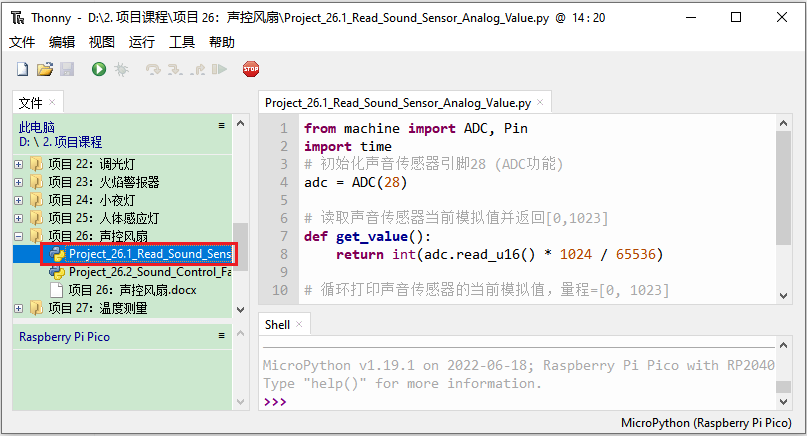 Thonny - D:\2. 项目课程\项目 26：声控风扇\Project_26.1_Read_Sound_Sensor_Analog_Value.py @ 14 : 20
文件 编辑 视图 运行 工具 帮助
STOP
文件 ×
此电脑 ≡
D: \ 2. 项目课程
项目 22：调光灯
项目 23：火焰警报器
项目 24：小夜灯
项目 25：人体感应灯
项目 26：声控风扇
Project_26.1_Read_Sound_Sens
Project_26.2_Sound_Control_Fa
项目 26：声控风扇.docx
项目 27：温度测量
Raspberry Pi Pico ≡
Project_26.1_Read_Sound_Sensor_Analog_Value.py ×
1 from machine import ADC, Pin
2 import time
3 # 初始化声音传感器引脚28 (ADC功能)
4 adc = ADC(28)
5
6 # 读取声音传感器当前模拟值并返回[0,1023]
7 def get_value():
8 return int(adc.read_u16() * 1024 / 65536)
9
10 # 循环打印声音传感器的当前模拟值，量程=[0, 1023]
Shell ×
MicroPython v1.19.1 on 2022-06-18; Raspberry Pi Pico with RP2040
Type "help()" for more information.
>>>
MicroPython (Raspberry Pi Pico)